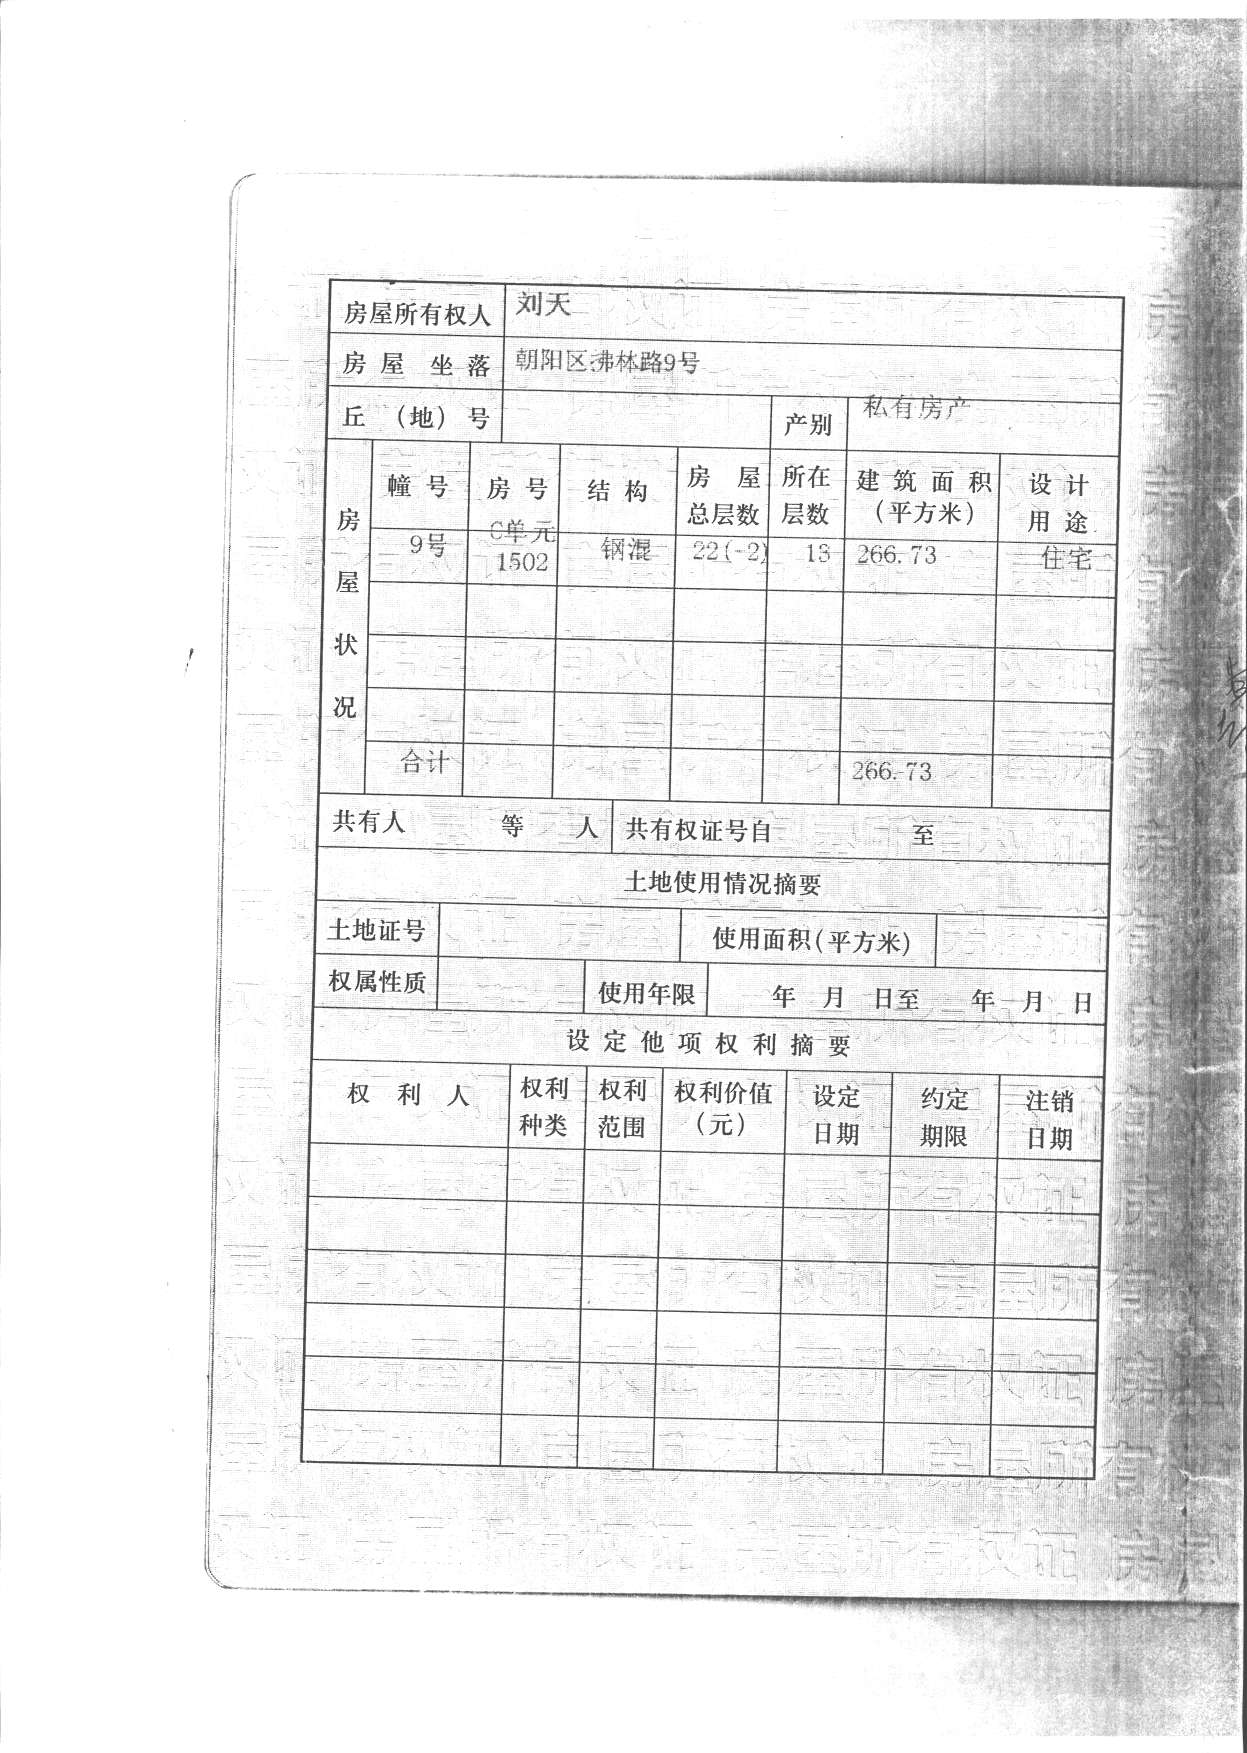 房屋所有权人 刘天
房屋坐落 朝阳区沸林路9号
丘（地）号 产别 私有房产
房屋状况
幢号 房号 结构 房屋总层数 所在层数 建筑面积（平方米） 设计用途
9号 C单元1502 钢混 22(-2) 13 266.73 住宅
合计 266.73
共有人 等 人 共有权证号自 至
土地使用情况摘要
土地证号 使用面积(平方米)
权属性质 使用年限 年 月 日至 年 月 日
设定他项权利摘要
权利人 权利种类 权利范围 权利价值（元） 设定日期 约定期限 注销日期